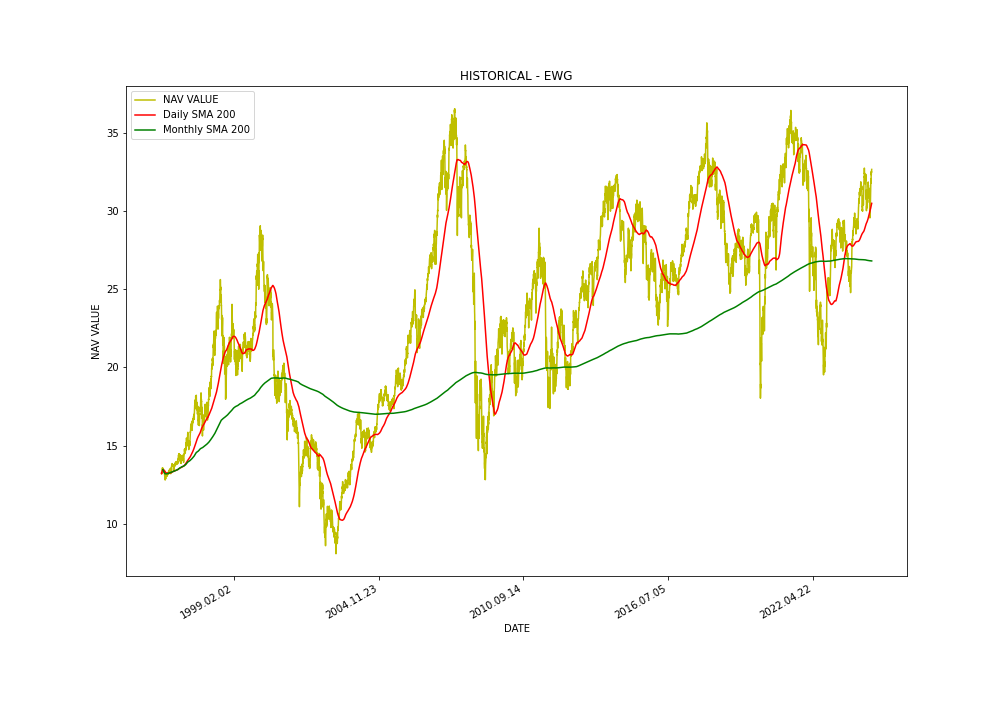 HISTORICAL - EWG
NAV VALUE
Daily SMA 200
Monthly SMA 200
35
30
25
20
15
10
NAV VALUE
1999.02.02
2004.11.23
2010.09.14
2016.07.05
2022.04.22
DATE